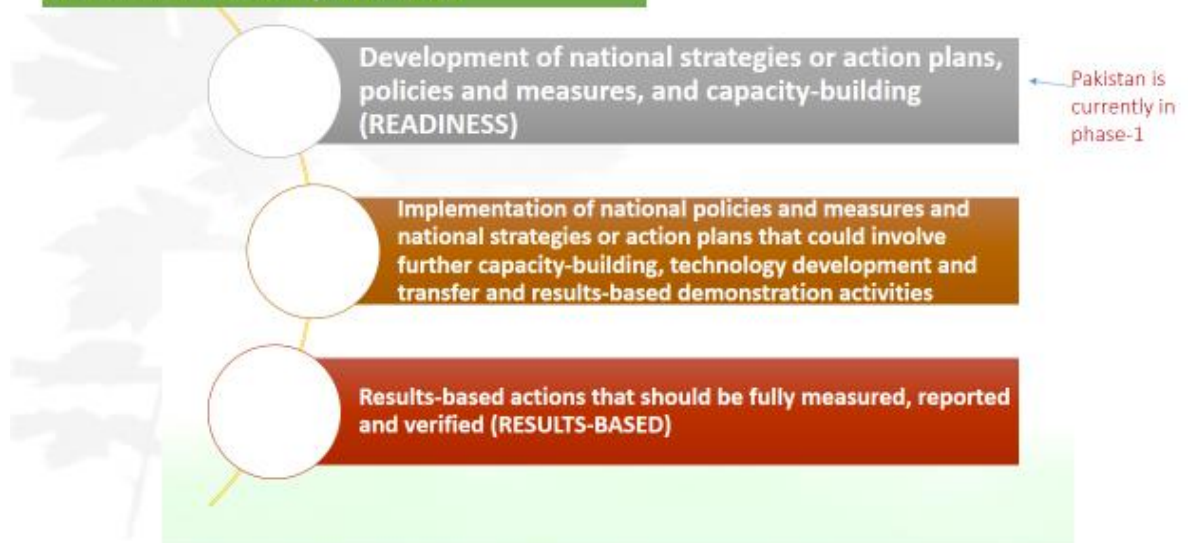 Development of national strategies or action plans,
policies and measures, and capacity-building
(READINESS)
Pakistan is
currently in
phase-1
Implementation of national policies and measures and
national strategies or action plans that could involve
further capacity-building, technology development and
transfer and results-based demonstration activities
Results-based actions that should be fully measured, reported
and verified (RESULTS-BASED)